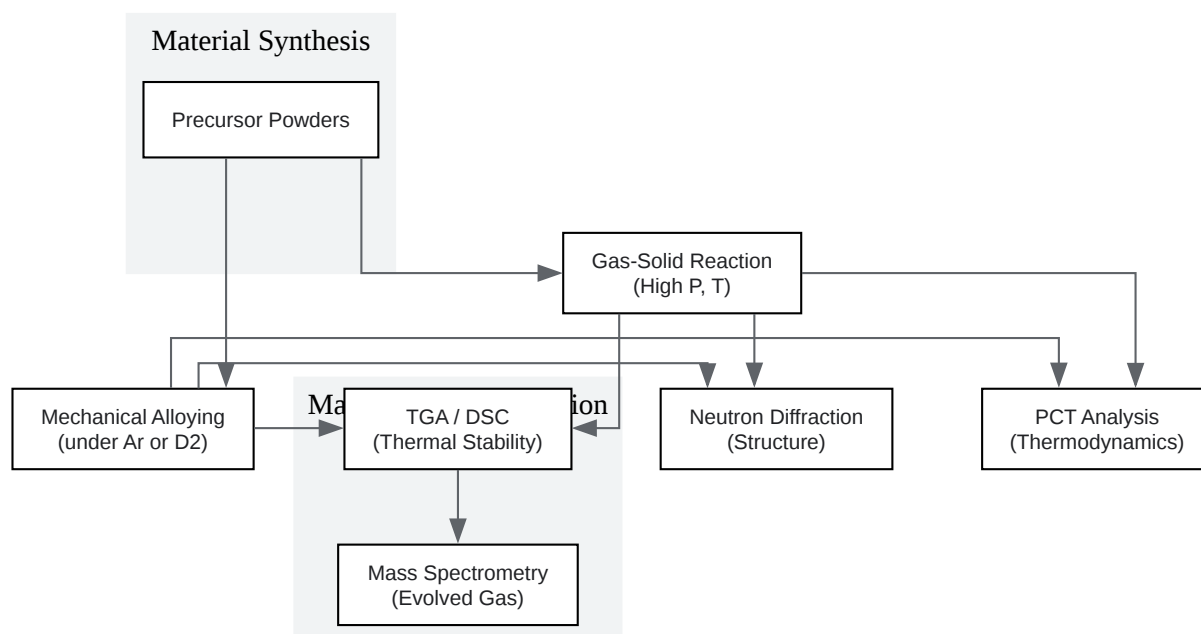 Material Synthesis
Precursor Powders
Gas-Solid Reaction
(High P, T)
Mechanical Alloying
(under Ar or D2)
TGA / DSC
(Thermal Stability)
Neutron Diffraction
(Structure)
PCT Analysis
(Thermodynamics)
Mass Spectrometry
(Evolved Gas)